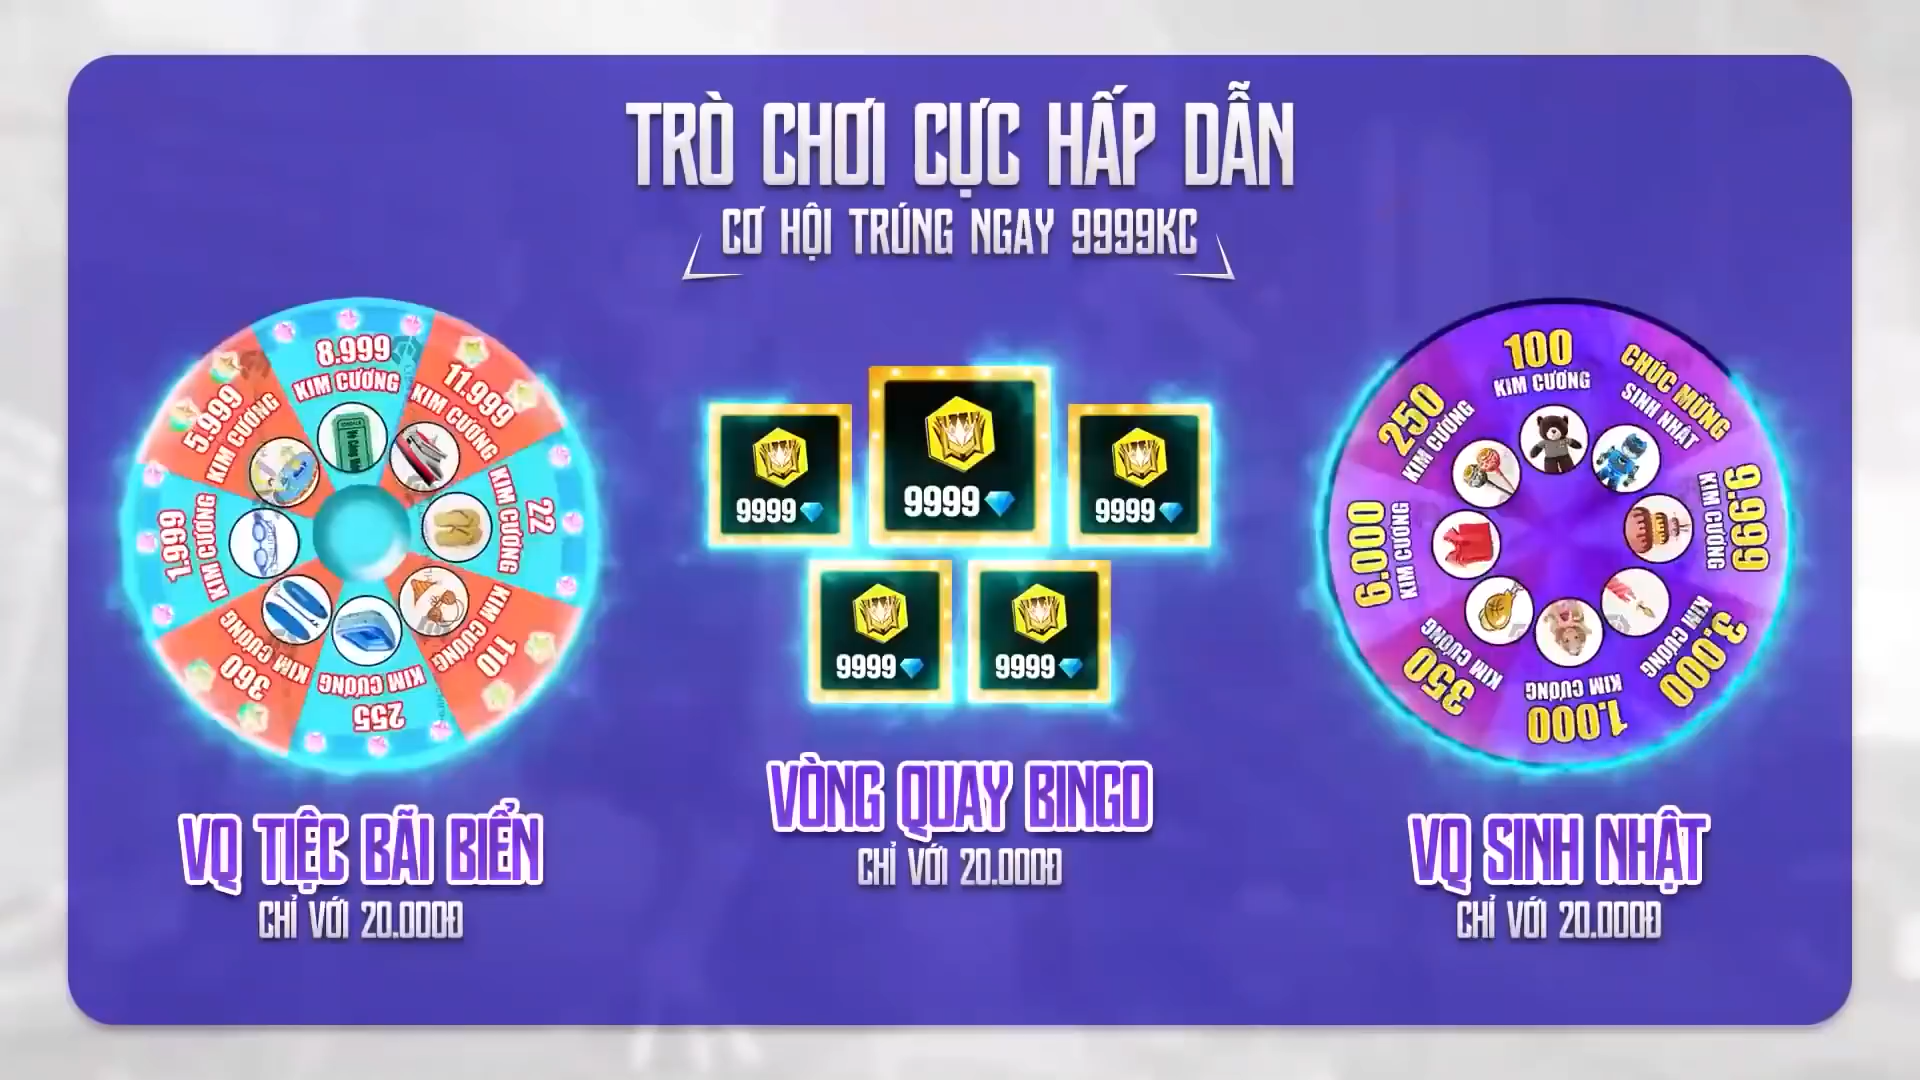 TRÒ CHƠI CỰC HẤP DẪN
CƠ HỘI TRÚNG NGAY 9999KC
8.999
KIM CƯƠNG
11.999
KIM CƯƠNG
22
KIM CƯƠNG
110
KIM CƯƠNG
255
KIM CƯƠNG
360
KIM CƯƠNG
1.999
KIM CƯƠNG
5.999
KIM CƯƠNG
VQ TIỆC BÃI BIỂN
CHỈ VỚI 20.000Đ
9999
9999
9999
9999
9999
VÒNG QUAY BINGO
CHỈ VỚI 20.000Đ
100
KIM CƯƠNG
CHÚC MỪNG
SINH NHẬT
9.999
KIM CƯƠNG
3.000
KIM CƯƠNG
1.000
KIM CƯƠNG
350
KIM CƯƠNG
6.000
KIM CƯƠNG
250
KIM CƯƠNG
VQ SINH NHẬT
CHỈ VỚI 20.000Đ